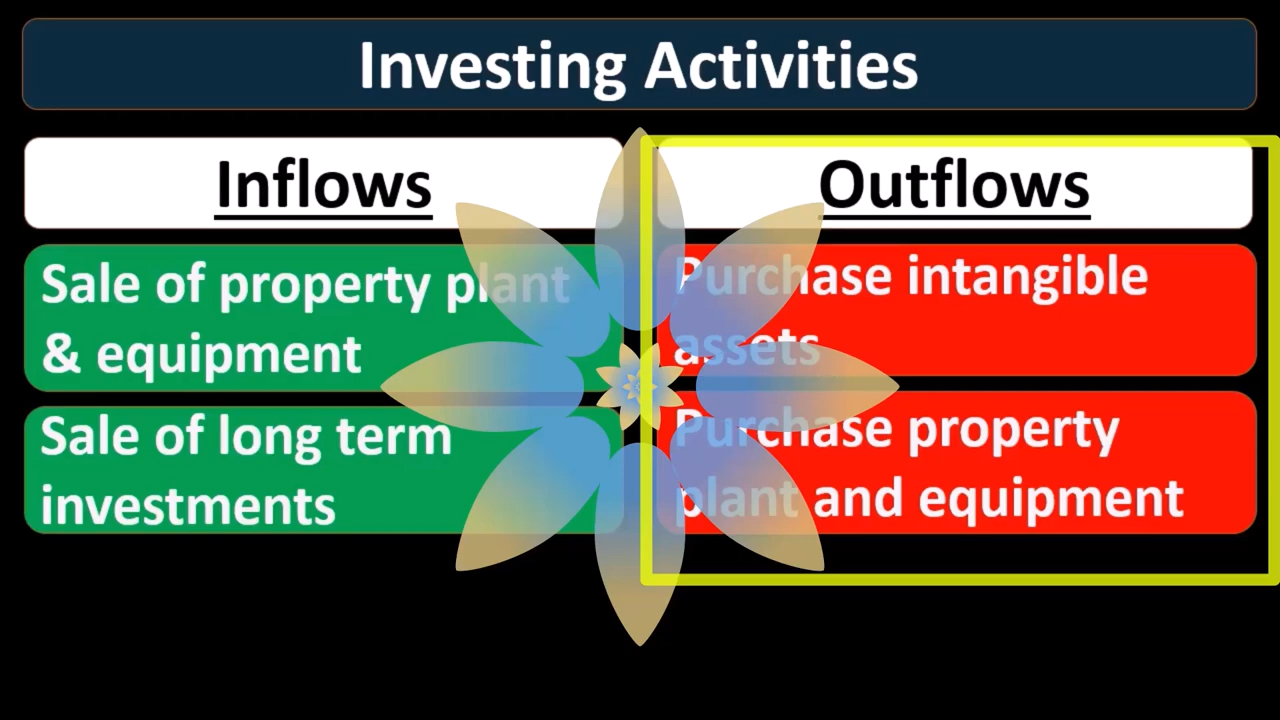 Investing Activities
Inflows
Outflows
Sale of property plant
& equipment
Sale of long term
investments
Purchase intangible
assets
Purchase property
plant and equipment